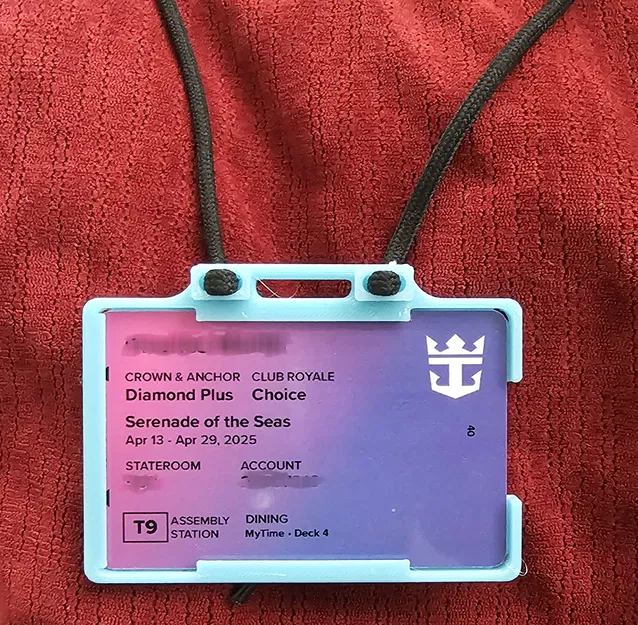 CROWN & ANCHOR CLUB ROYALE
Diamond Plus Choice
Serenade of the Seas
Apr 13 - Apr 29, 2025
40
STATEROOM ACCOUNT
T9 ASSEMBLY STATION
DINING
MyTime • Deck 4